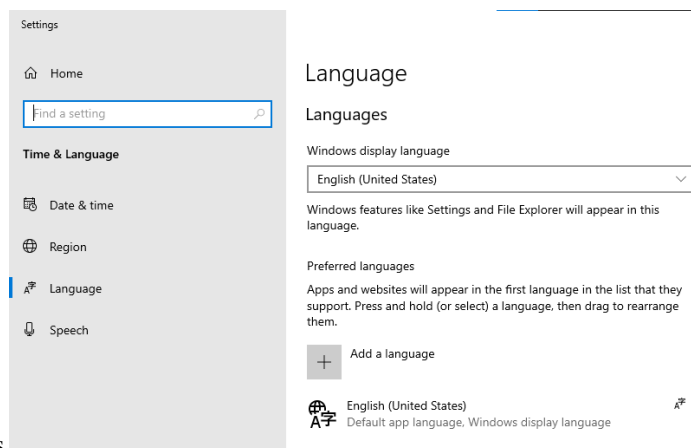 Settings
Home
Find a setting
Time & Language
Date & time
Region
Language
Speech
Language
Languages
Windows display language
English (United States)
Windows features like Settings and File Explorer will appear in this
language.
Preferred languages
Apps and websites will appear in the first language in the list that they
support. Press and hold (or select) a language, then drag to rearrange
them.
Add a language
English (United States)
Default app language, Windows display language